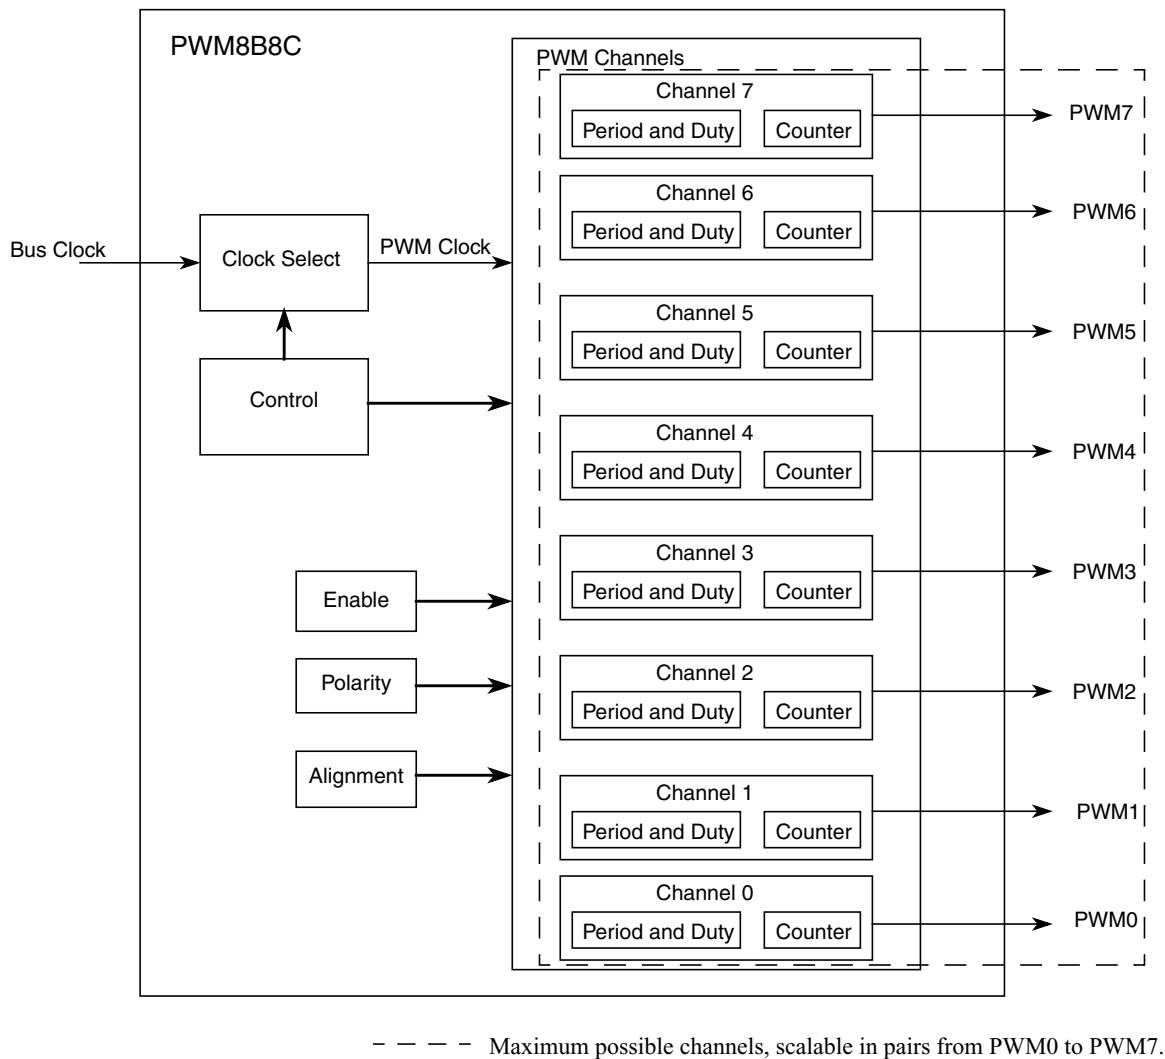 PWM8B8C
PWM Channels
Channel 7
Period and Duty
Counter
PWM7
Channel 6
Period and Duty
Counter
PWM6
Bus Clock
Clock Select
PWM Clock
Channel 5
Period and Duty
Counter
PWM5
Control
Channel 4
Period and Duty
Counter
PWM4
Channel 3
Period and Duty
Counter
PWM3
Enable
Polarity
Channel 2
Period and Duty
Counter
PWM2
Alignment
Channel 1
Period and Duty
Counter
PWM1
Channel 0
Period and Duty
Counter
PWM0
Maximum possible channels, scalable in pairs from PWM0 to PWM7.